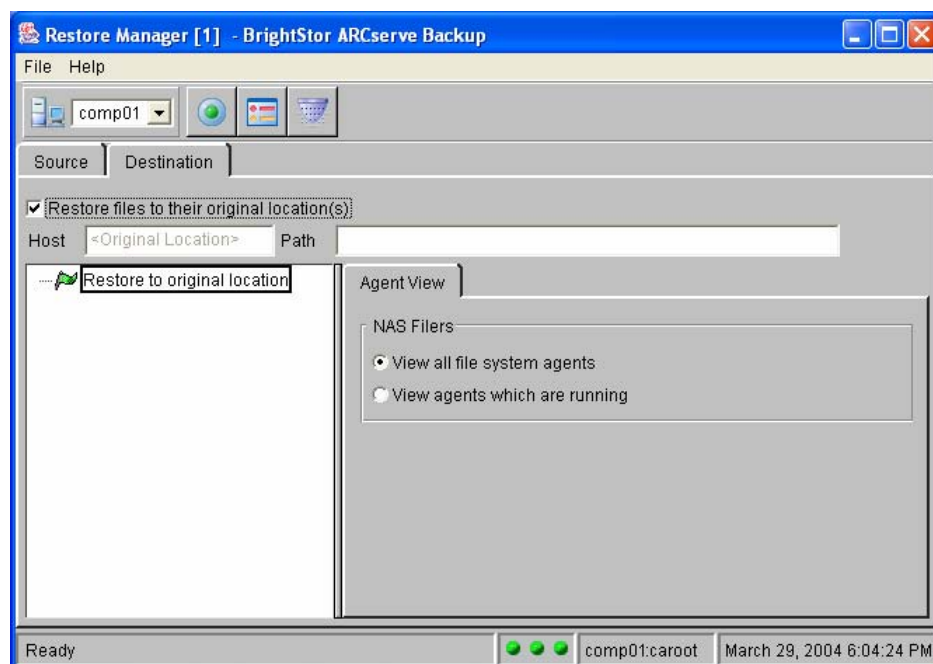 Restore Manager [1] - BrightStor ARCserve Backup
File Help
comp01
Source Destination
Restore files to their original location(s)
Host <Original Location> Path
Restore to original location
Agent View
NAS Filers
View all file system agents
View agents which are running
Ready comp01:caroot March 29, 2004 6:04:24 PM